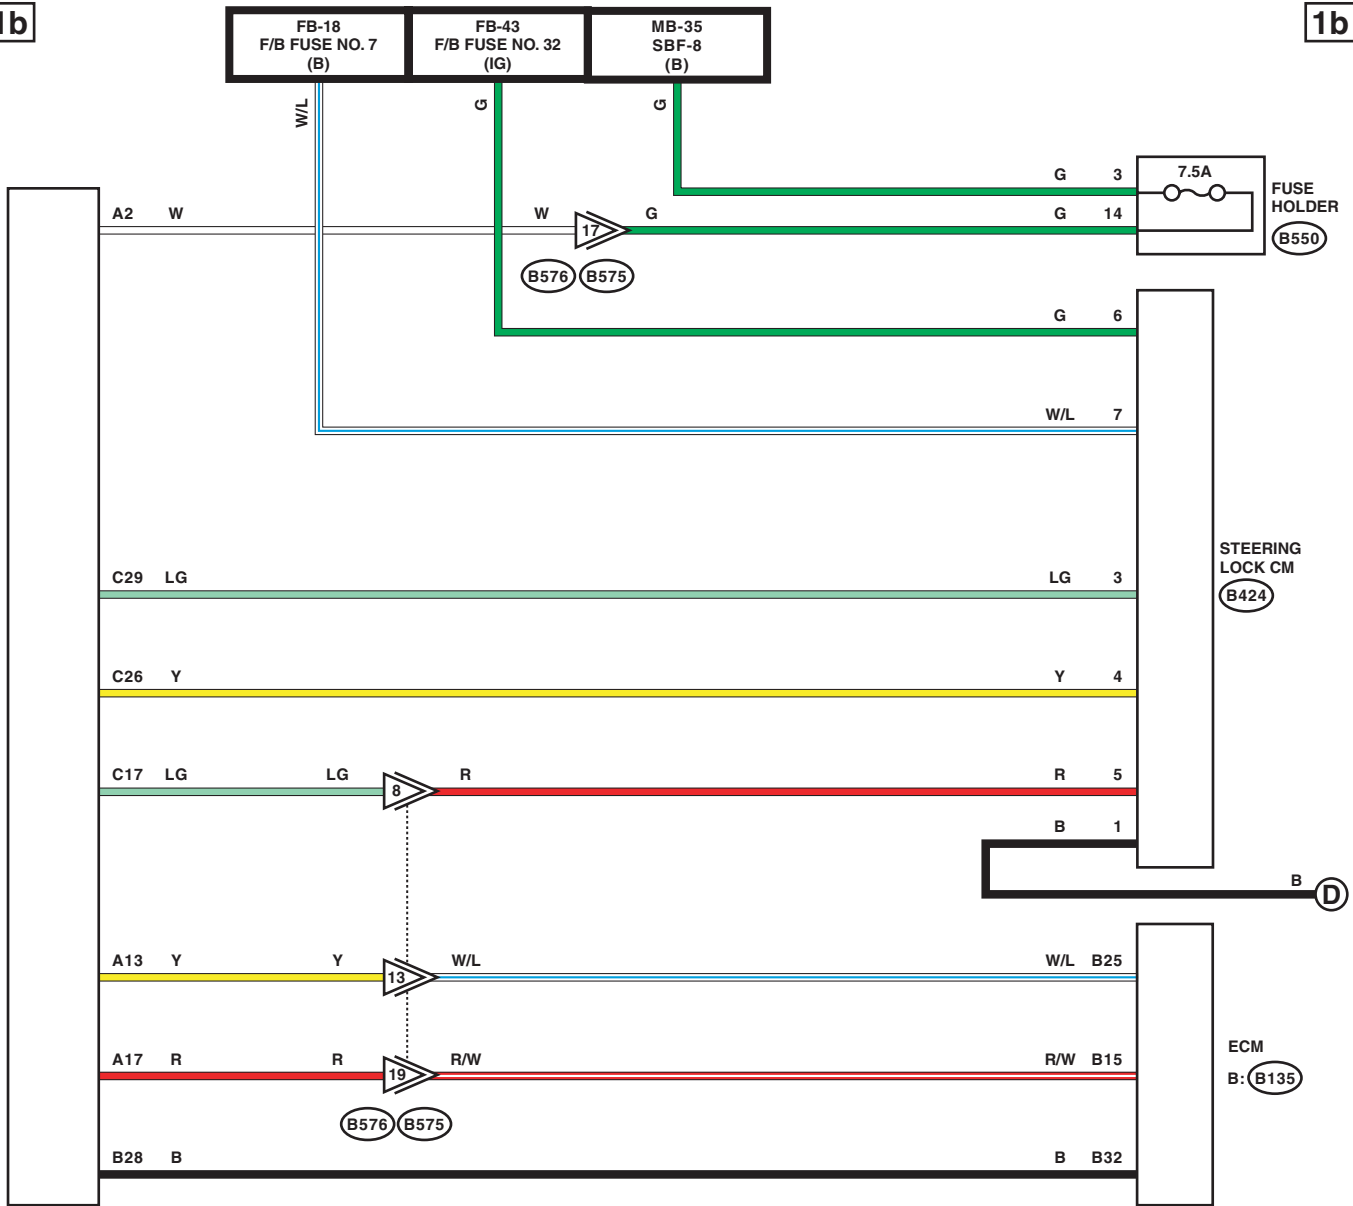 1b
1b
FB-18
F/B FUSE NO. 7
(B)
FB-43
F/B FUSE NO. 32
(IG)
MB-35
SBF-8
(B)
W/L
G
G
G 3
7.5A
FUSE
HOLDER
B550
A2 W
W
17
G
G 14
B576
B575
G 6
W/L 7
STEERING
LOCK CM
B424
C29 LG
LG 3
C26 Y
Y 4
C17 LG
LG
8
R
R 5
B 1
B
D
A13 Y
Y
13
W/L
W/L B25
A17 R
R
19
R/W
R/W B15
ECM
B: B135
B576
B575
B28 B
B B32